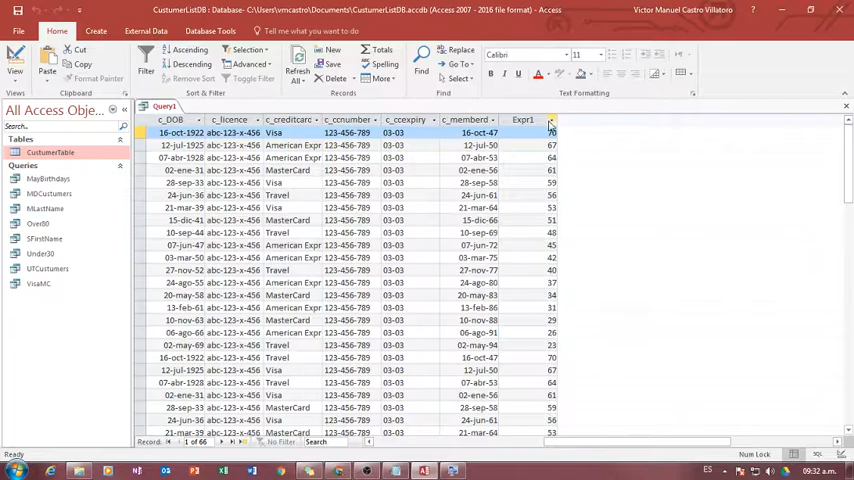 CustumerListDB : Database- C:\Users\vmcastro\Documents\CustumerListDB.accdb (Access 2007 - 2016 file format) - Access
Victor Manuel Castro Villatoro
File Home Create External Data Database Tools Tell me what you want to do
View
Paste
Cut
Copy
Format Painter
Views
Clipboard
Filter
Ascending
Descending
Remove Sort
Selection
Advanced
Toggle Filter
Sort & Filter
Refresh
All
New
Save
Delete
Totals
Spelling
More
Records
Find
Replace
Go To
Select
Find
Calibri 11
B I U
Text Formatting
All Access Obje...
Search...
Tables
CustumerTable
Queries
MayBirthdays
MDCustumers
MLastName
Over80
SFirstName
Under30
UTCustumers
VisaMC
Query1
c_DOB c_licence c_creditcarc c_ccnumber c_ccexpiry c_memberd Expr1
16-oct-1922 abc-123-x-456 Visa 123-456-789 03-03 16-oct-47 70
12-jul-1925 abc-123-x-456 American Expr 123-456-789 03-03 12-jul-50 67
07-abr-1928 abc-123-x-456 American Expr 123-456-789 03-03 07-abr-53 64
02-ene-31 abc-123-x-456 MasterCard 123-456-789 03-03 02-ene-56 61
28-sep-33 abc-123-x-456 Visa 123-456-789 03-03 28-sep-58 59
24-jun-36 abc-123-x-456 Travel 123-456-789 03-03 24-jun-61 56
21-mar-39 abc-123-x-456 Visa 123-456-789 03-03 21-mar-64 53
15-dic-41 abc-123-x-456 MasterCard 123-456-789 03-03 15-dic-66 51
10-sep-44 abc-123-x-456 Travel 123-456-789 03-03 10-sep-69 48
07-jun-47 abc-123-x-456 American Expr 123-456-789 03-03 07-jun-72 45
03-mar-50 abc-123-x-456 American Expr 123-456-789 03-03 03-mar-75 42
27-nov-52 abc-123-x-456 Travel 123-456-789 03-03 27-nov-77 40
24-ago-55 abc-123-x-456 American Expr 123-456-789 03-03 24-ago-80 37
20-may-58 abc-123-x-456 MasterCard 123-456-789 03-03 20-may-83 34
13-feb-61 abc-123-x-456 American Expr 123-456-789 03-03 13-feb-86 31
10-nov-63 abc-123-x-456 MasterCard 123-456-789 03-03 10-nov-88 29
06-ago-66 abc-123-x-456 American Expr 123-456-789 03-03 06-ago-91 26
02-may-69 abc-123-x-456 Travel 123-456-789 03-03 02-may-94 23
16-oct-1922 abc-123-x-456 Travel 123-456-789 03-03 16-oct-47 70
12-jul-1925 abc-123-x-456 Visa 123-456-789 03-03 12-jul-50 67
07-abr-1928 abc-123-x-456 Travel 123-456-789 03-03 07-abr-53 64
02-ene-31 abc-123-x-456 Visa 123-456-789 03-03 02-ene-56 61
28-sep-33 abc-123-x-456 MasterCard 123-456-789 03-03 28-sep-58 59
24-jun-36 abc-123-x-456 Visa 123-456-789 03-03 24-jun-61 56
21-mar-39 abc-123-x-456 MasterCard 123-456-789 03-03 21-mar-64 53
Record: 1 of 66 No Filter Search
Ready
Num Lock SQL
ES 09:32 a.m.